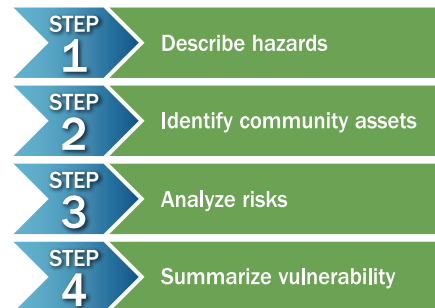 STEP
1
Describe hazards
STEP
2
Identify community assets
STEP
3
Analyze risks
STEP
4
Summarize vulnerability